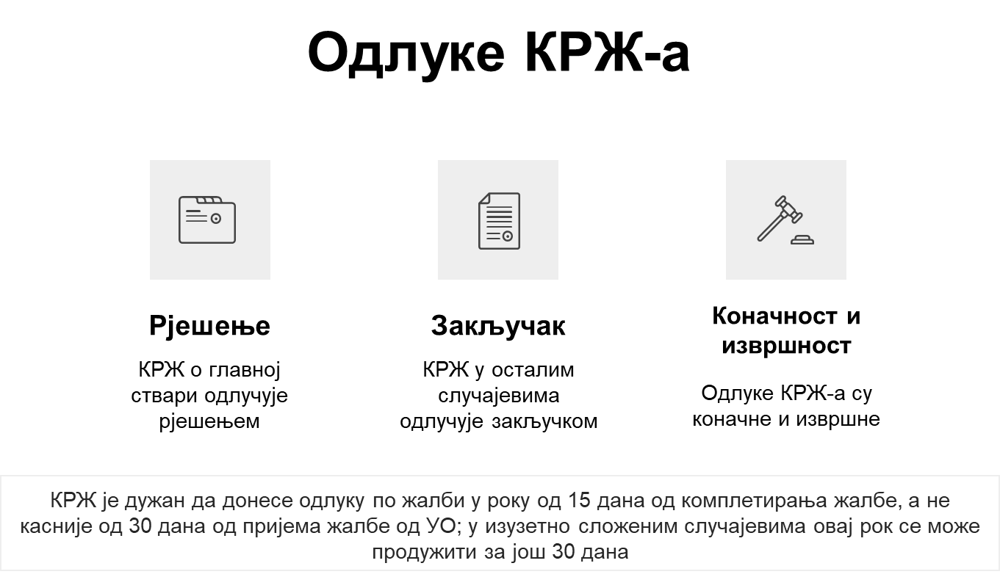 Одлуке КРЖ-а
Рјешење
КРЖ о главној
ствари одлучује
рјешењем
Закључак
КРЖ у осталим
случајевима
одлучује закључком
Коначност и
извршност
Одлуке КРЖ-а су
коначне и извршне
КРЖ је дужан да донесе одлуку по жалби у року од 15 дана од комплетирања жалбе, а не
касније од 30 дана од пријема жалбе од УО; у изузетно сложеним случајевима овај рок се може
продужити за још 30 дана